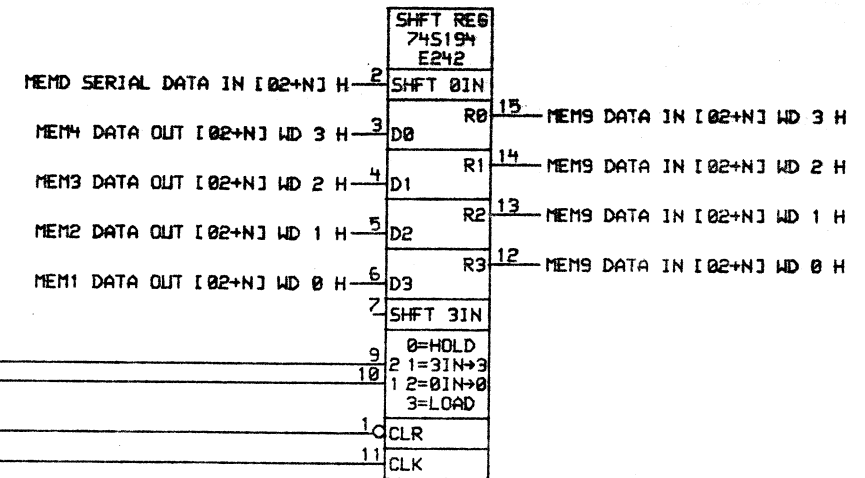 SHFT REG
74S194
E242
MEMD SERIAL DATA IN [02+N] H 2 SHFT 0IN
MEM4 DATA OUT [02+N] WD 3 H 3 D0 R0 15 MEM9 DATA IN [02+N] WD 3 H
MEM3 DATA OUT [02+N] WD 2 H 4 D1 R1 14 MEM9 DATA IN [02+N] WD 2 H
MEM2 DATA OUT [02+N] WD 1 H 5 D2 R2 13 MEM9 DATA IN [02+N] WD 1 H
MEM1 DATA OUT [02+N] WD 0 H 6 D3 R3 12 MEM9 DATA IN [02+N] WD 0 H
7 SHFT 3IN
0=HOLD
9 2 1=3IN→3
10 1 2=0IN→0
3=LOAD
1 CLR
11 CLK